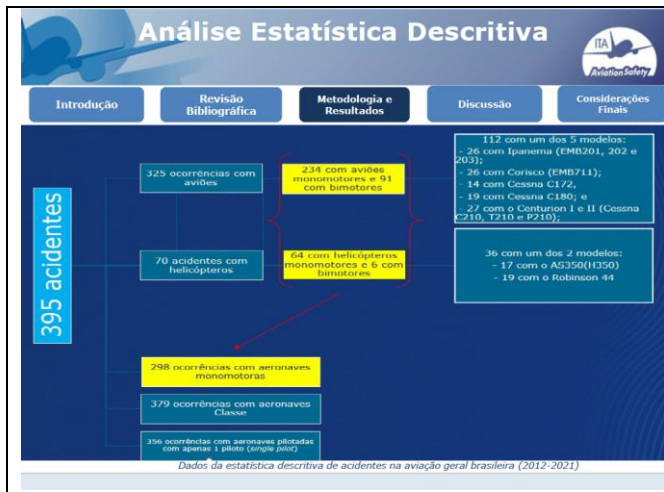 Análise Estatística Descritiva
ITA
Aviation Safety
Introdução
Revisão
Bibliográfica
Metodologia e
Resultados
Discussão
Considerações
Finais
395 acidentes
325 ocorrências com
aviões
234 com aviões
monomotores e 91
com bimotores
112 com um dos 5 modelos:
- 26 com Ipanema (EMB201, 202 e
203);
- 26 com Corisco (EMB711);
- 14 com Cessna C172,
- 19 com Cessna C180; e
- 27 com o Centurion I e II (Cessna
C210, T210 e P210);
70 acidentes com
helicópteros
64 com helicópteros
monomotores e 6 com
bimotores
36 com um dos 2 modelos:
- 17 com o AS350(H350)
- 19 com o Robinson 44
298 ocorrências com aeronaves
monomotoras
379 ocorrências com aeronaves
Classe
356 ocorrências com aeronaves pilotadas
com apenas 1 piloto (single pilot)
Dados da estatística descritiva de acidentes na aviação geral brasileira (2012-2021)